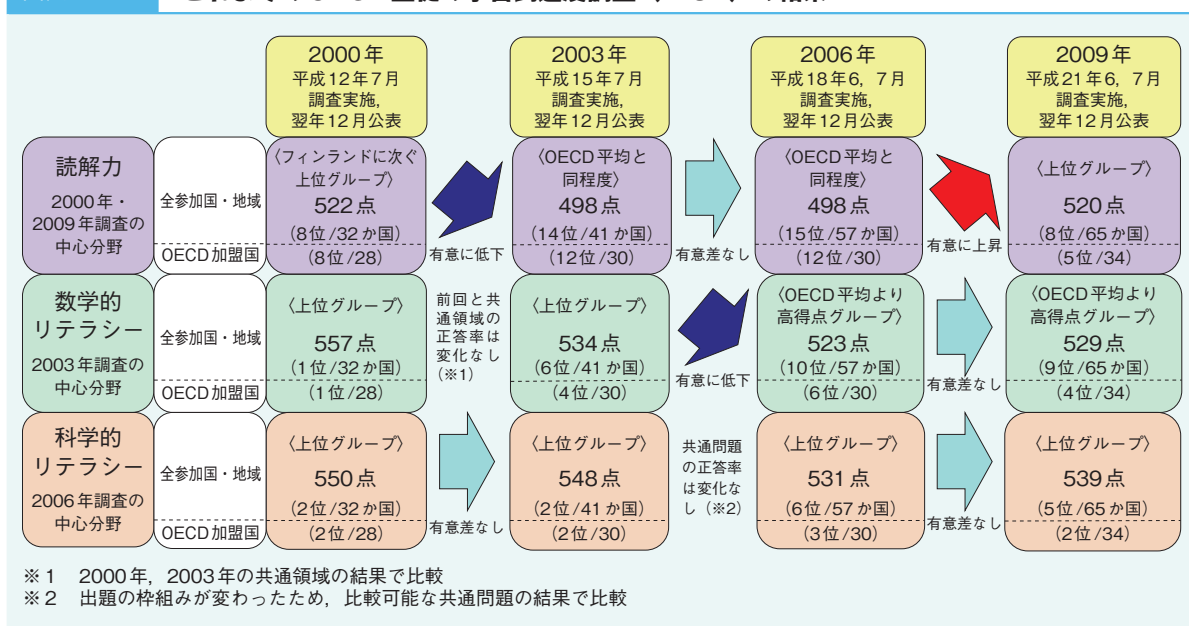 2000年
平成12年7月
調査実施，
翌年12月公表
2003年
平成15年7月
調査実施，
翌年12月公表
2006年
平成18年6，7月
調査実施，
翌年12月公表
2009年
平成21年6，7月
調査実施，
翌年12月公表
読解力
2000年・
2009年調査の
中心分野
全参加国・地域
OECD加盟国
〈フィンランドに次ぐ
上位グループ〉
522点
（8位/32か国）
（8位/28）
有意に低下
〈OECD平均と
同程度〉
498点
（14位/41か国）
（12位/30）
有意差なし
〈OECD平均と
同程度〉
498点
（15位/57か国）
（12位/30）
有意に上昇
〈上位グループ〉
520点
（8位/65か国）
（5位/34）
数学的
リテラシー
2003年調査の
中心分野
全参加国・地域
OECD加盟国
〈上位グループ〉
557点
（1位/32か国）
（1位/28）
前回と共
通領域の
正答率は
変化なし
（※1）
〈上位グループ〉
534点
（6位/41か国）
（4位/30）
有意に低下
〈OECD平均より
高得点グループ〉
523点
（10位/57か国）
（6位/30）
有意差なし
〈OECD平均より
高得点グループ〉
529点
（9位/65か国）
（4位/34）
科学的
リテラシー
2006年調査の
中心分野
全参加国・地域
OECD加盟国
〈上位グループ〉
550点
（2位/32か国）
（2位/28）
有意差なし
〈上位グループ〉
548点
（2位/41か国）
（2位/30）
共通問題
の正答率
は変化な
し（※2）
〈上位グループ〉
531点
（6位/57か国）
（3位/30）
有意差なし
〈上位グループ〉
539点
（5位/65か国）
（2位/34）
※1　2000年，2003年の共通領域の結果で比較
※2　出題の枠組みが変わったため，比較可能な共通問題の結果で比較